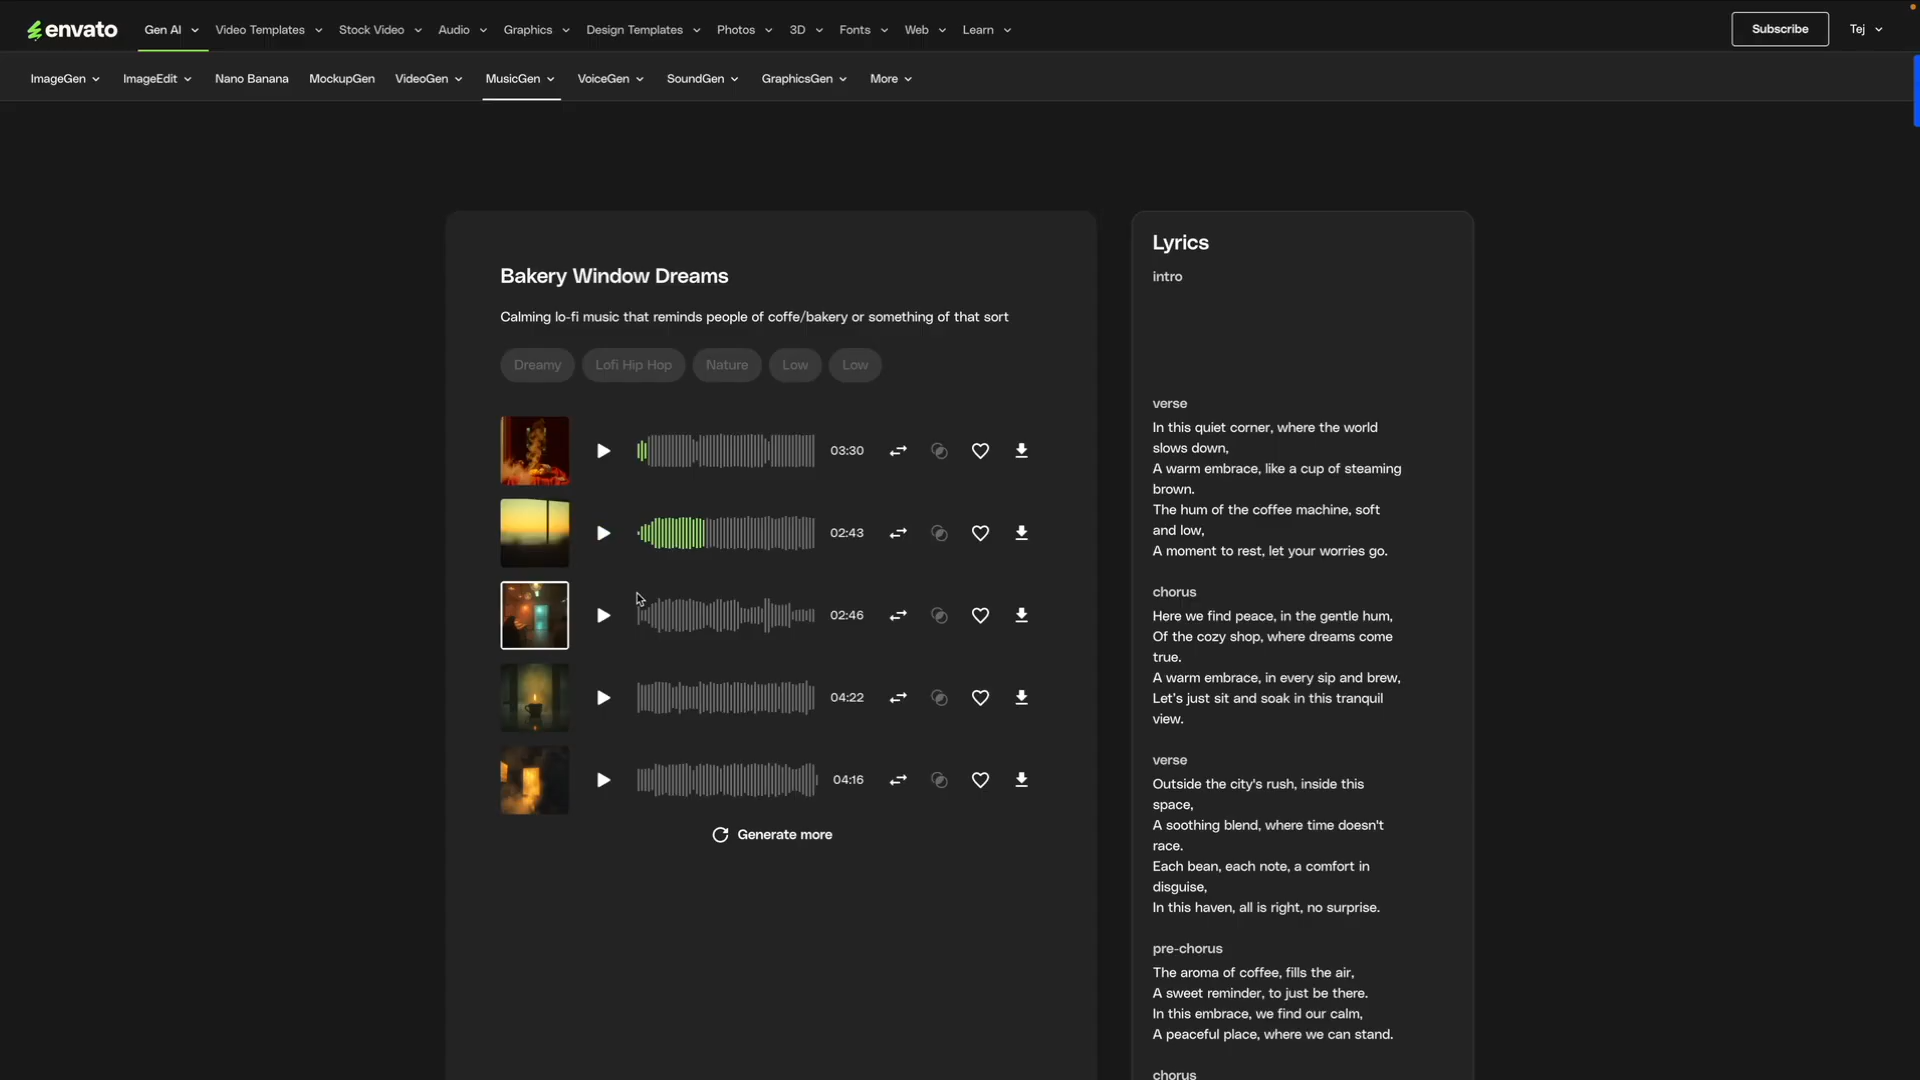 envato
Gen AI
Video Templates
Stock Video
Audio
Graphics
Design Templates
Photos
3D
Fonts
Web
Learn
Subscribe
Tej
ImageGen
ImageEdit
Nano Banana
MockupGen
VideoGen
MusicGen
VoiceGen
SoundGen
GraphicsGen
More
Bakery Window Dreams
Calming lo-fi music that reminds people of coffe/bakery or something of that sort
Dreamy
Lofi Hip Hop
Nature
Low
Low
03:30
02:43
02:46
04:22
04:16
Generate more
Lyrics
intro
verse
In this quiet corner, where the world
slows down,
A warm embrace, like a cup of steaming
brown.
The hum of the coffee machine, soft
and low,
A moment to rest, let your worries go.
chorus
Here we find peace, in the gentle hum,
Of the cozy shop, where dreams come
true.
A warm embrace, in every sip and brew,
Let's just sit and soak in this tranquil
view.
verse
Outside the city's rush, inside this
space,
A soothing blend, where time doesn't
race.
Each bean, each note, a comfort in
disguise,
In this haven, all is right, no surprise.
pre-chorus
The aroma of coffee, fills the air,
A sweet reminder, to just be there.
In this embrace, we find our calm,
A peaceful place, where we can stand.
chorus